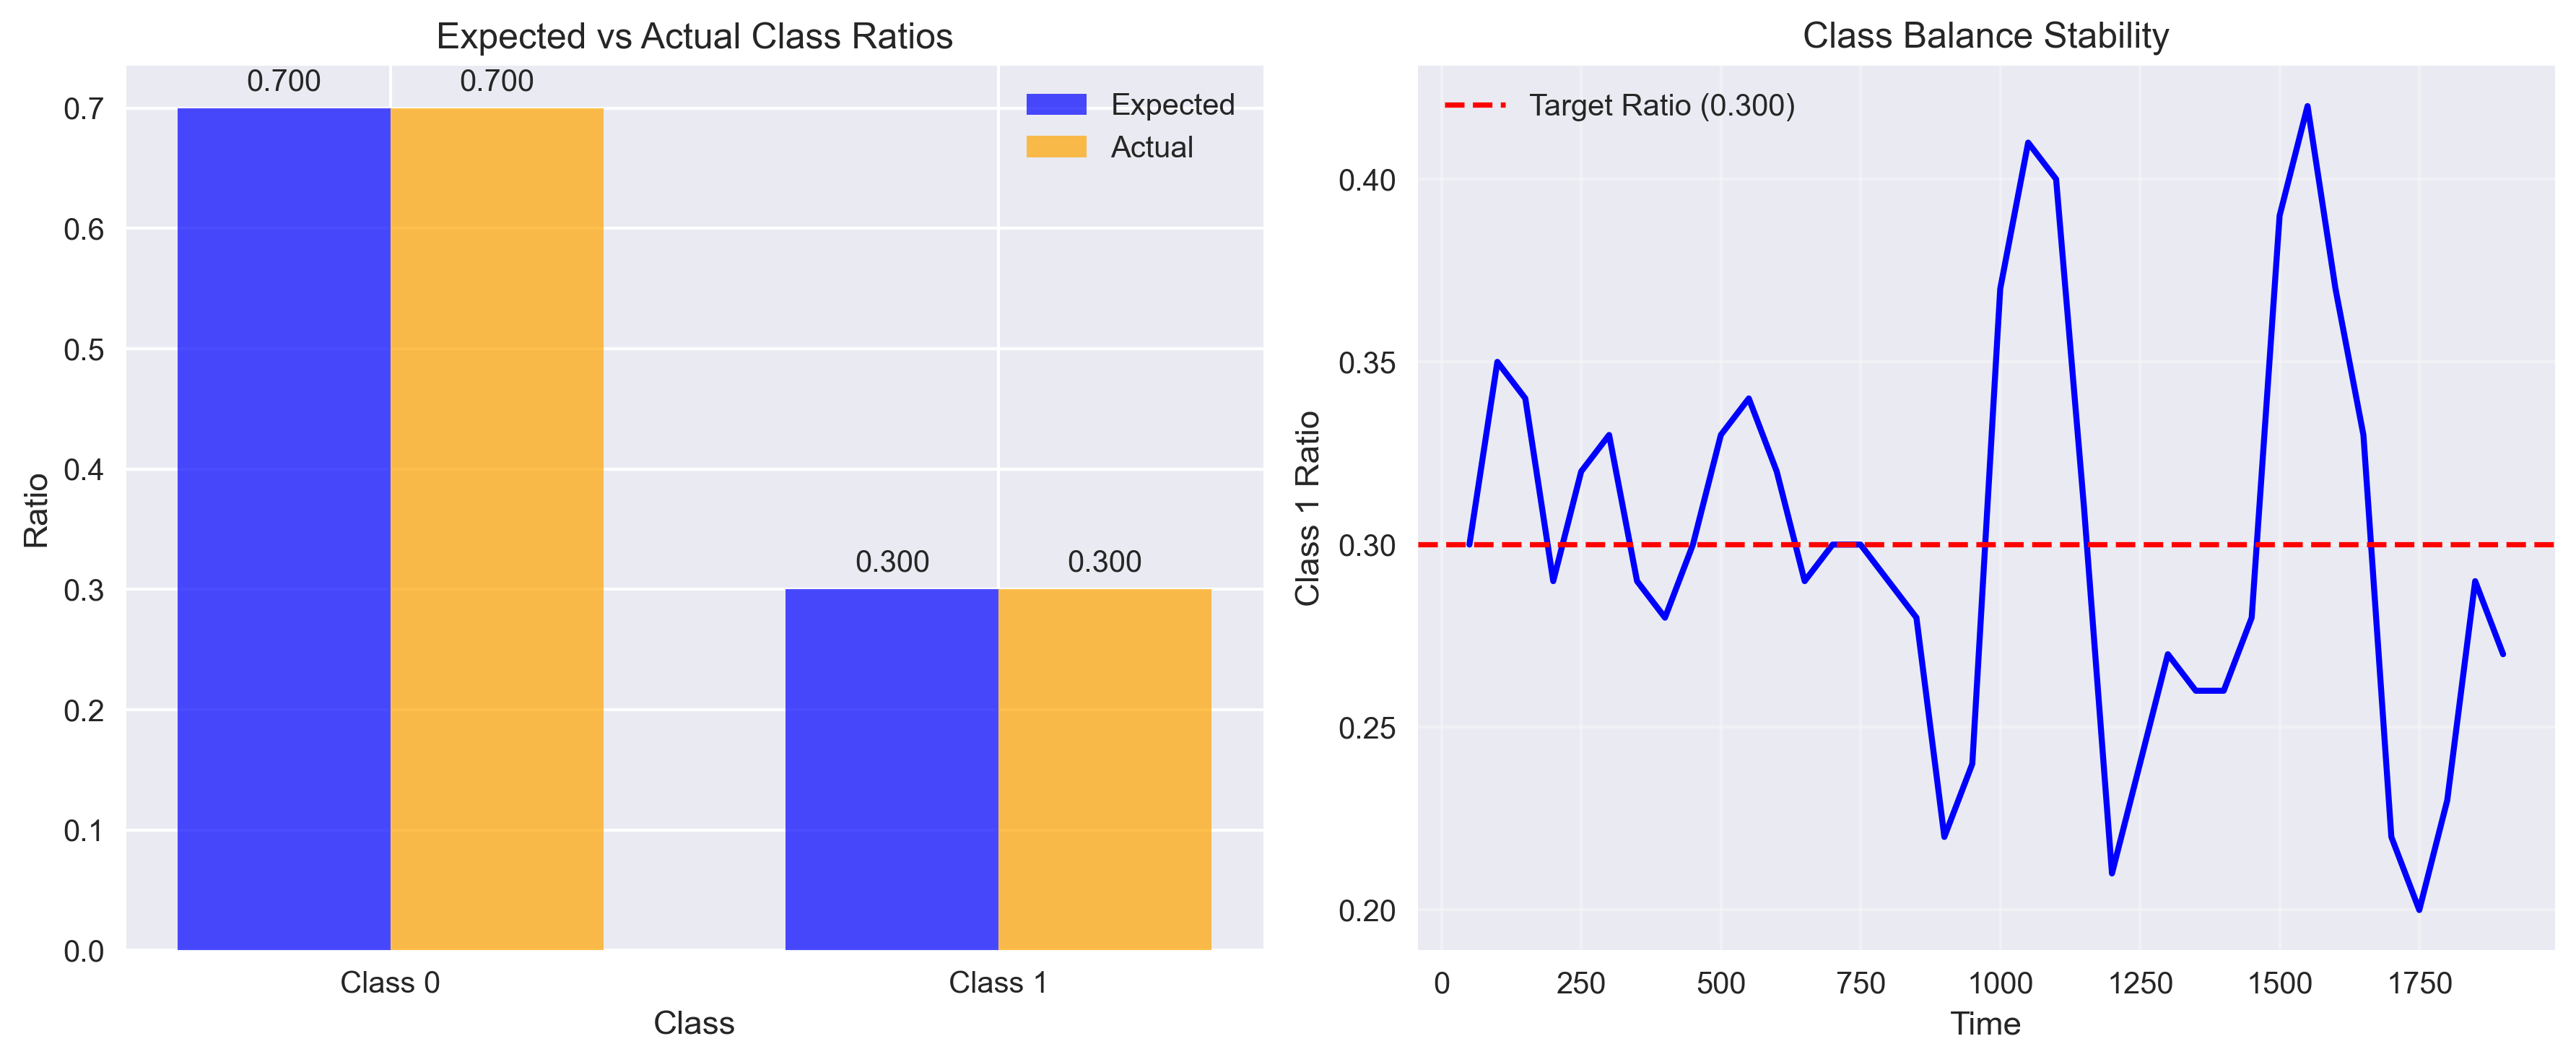 Expected vs Actual Class Ratios
0.700
0.700
Expected
Actual
0.7
0.6
0.5
0.4
0.3
0.2
0.1
0.0
0.300
0.300
Ratio
Class 0
Class 1
Class
Class Balance Stability
Target Ratio (0.300)
0.40
0.35
0.30
0.25
0.20
Class 1 Ratio
0
250
500
750
1000
1250
1500
1750
Time